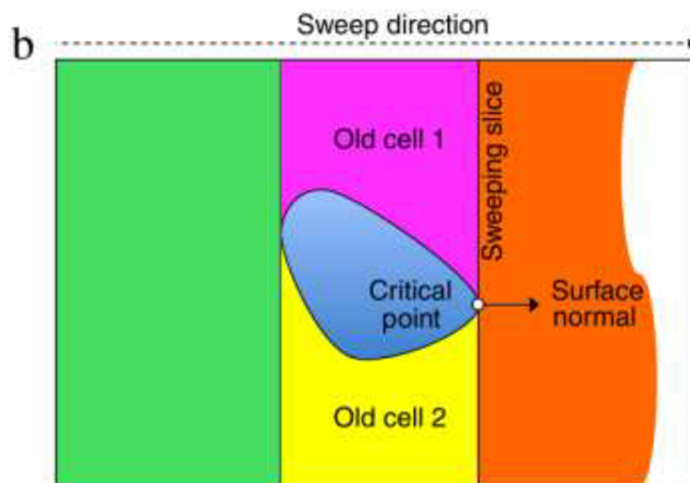 b
Sweep direction
Old cell 1
Sweeping slice
Critical
point
Surface
normal
Old cell 2